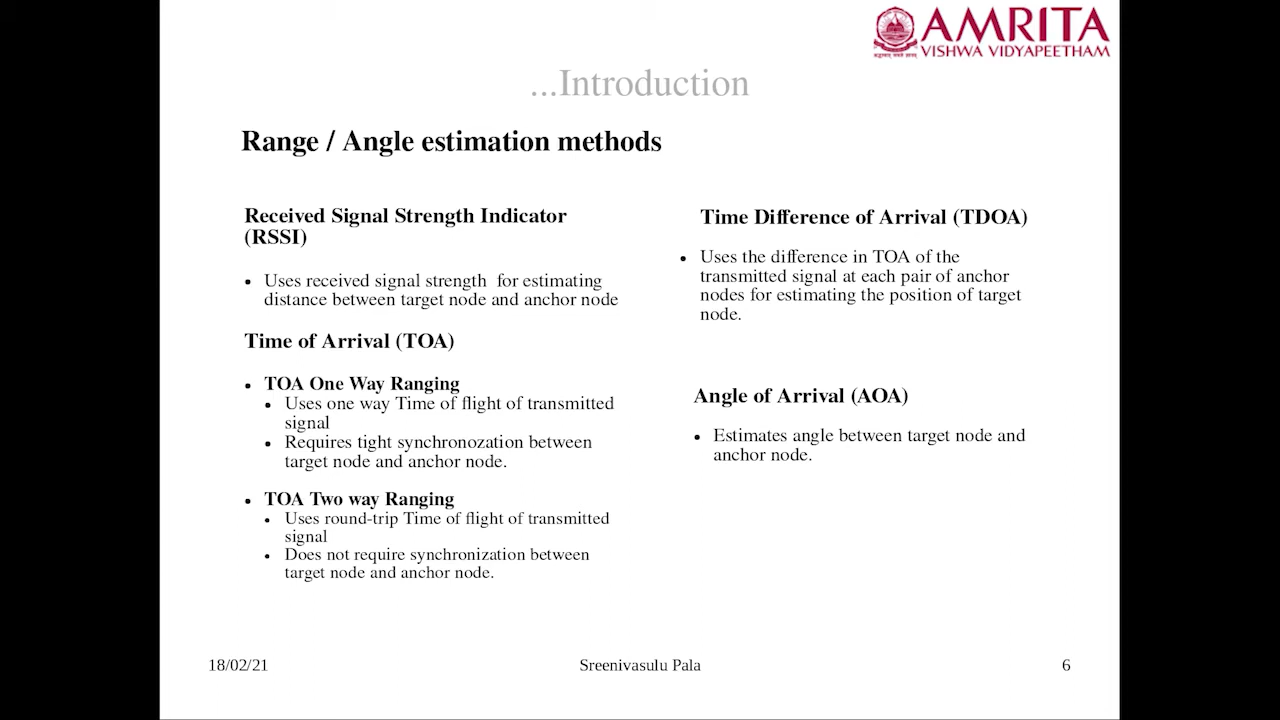 AMRITA
VISHWA VIDYAPEETHAM
...Introduction
Range / Angle estimation methods
Received Signal Strength Indicator
(RSSI)
• Uses received signal strength for estimating
distance between target node and anchor node
Time of Arrival (TOA)
• TOA One Way Ranging
• Uses one way Time of flight of transmitted
signal
• Requires tight synchronozation between
target node and anchor node.
• TOA Two way Ranging
• Uses round-trip Time of flight of transmitted
signal
• Does not require synchronization between
target node and anchor node.
Time Difference of Arrival (TDOA)
• Uses the difference in TOA of the
transmitted signal at each pair of anchor
nodes for estimating the position of target
node.
Angle of Arrival (AOA)
• Estimates angle between target node and
anchor node.
18/02/21
Sreenivasulu Pala
6